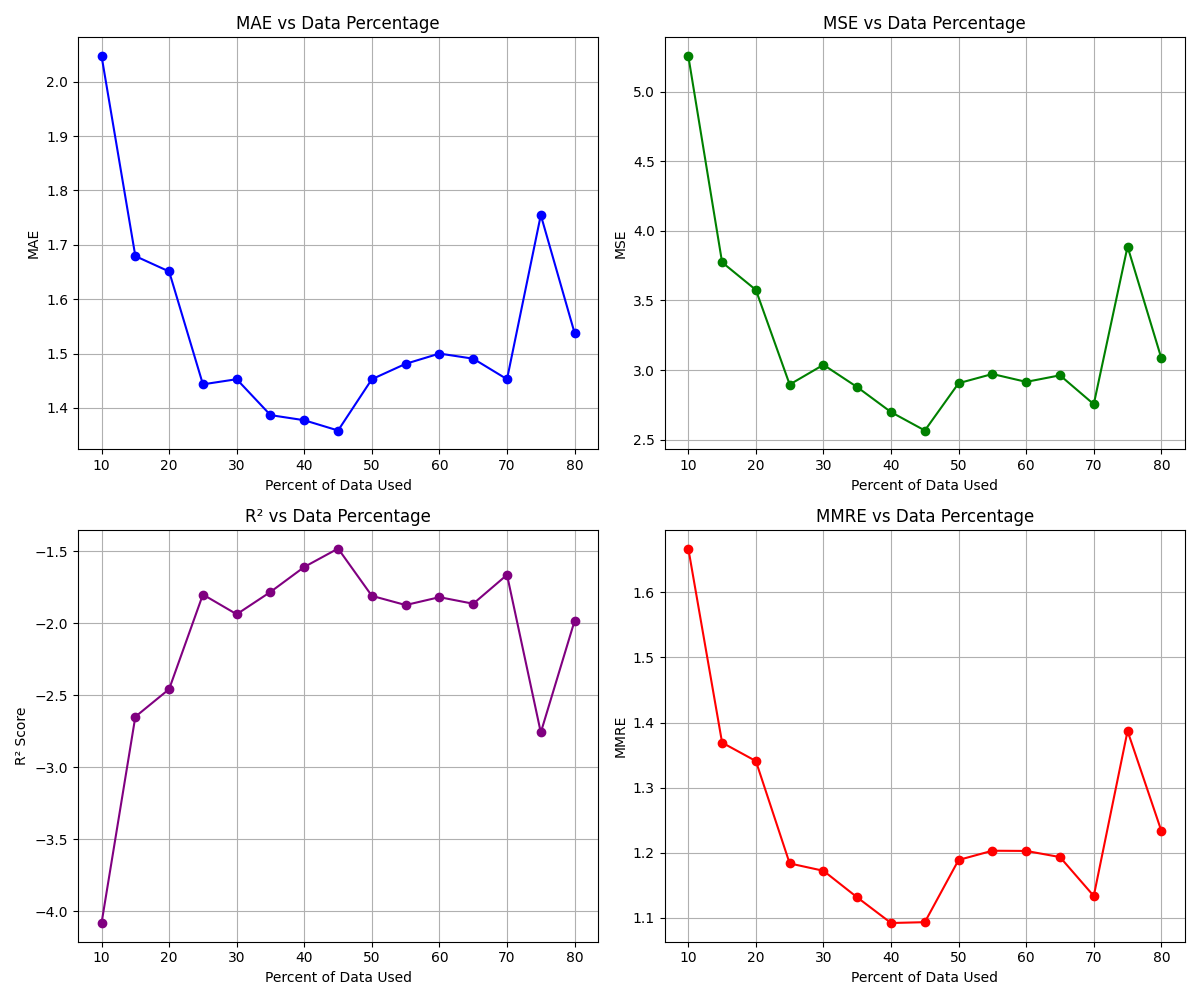 MAE vs Data Percentage
MAE
2.0
1.9
1.8
1.7
1.6
1.5
1.4
10 20 30 40 50 60 70 80
Percent of Data Used
MSE vs Data Percentage
MSE
5.0
4.5
4.0
3.5
3.0
2.5
10 20 30 40 50 60 70 80
Percent of Data Used
R² vs Data Percentage
R² Score
−1.5
−2.0
−2.5
−3.0
−3.5
−4.0
10 20 30 40 50 60 70 80
Percent of Data Used
MMRE vs Data Percentage
MMRE
1.6
1.5
1.4
1.3
1.2
1.1
10 20 30 40 50 60 70 80
Percent of Data Used